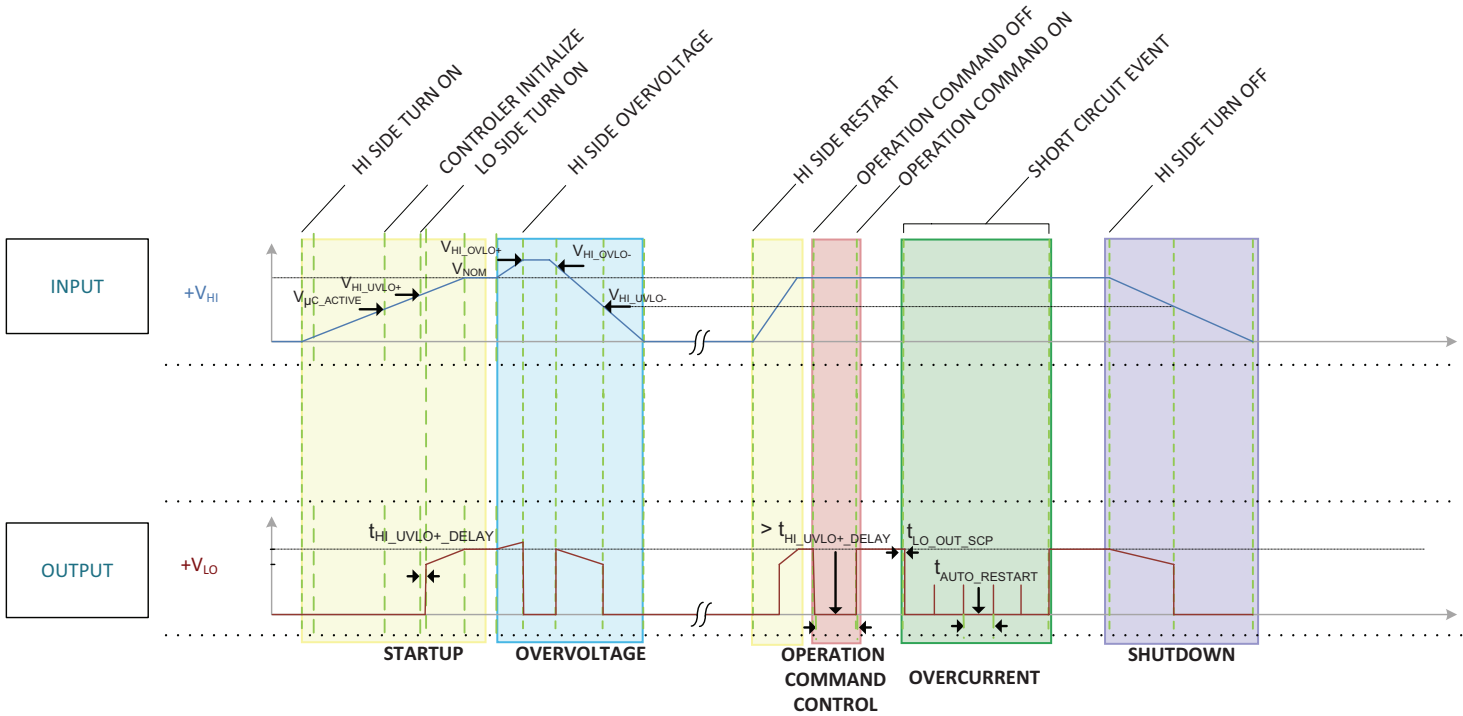 HI SIDE TURN ON
CONTROLER INITIALIZE
LO SIDE TURN ON
HI SIDE OVERVOLTAGE
HI SIDE RESTART
OPERATION COMMAND OFF
OPERATION COMMAND ON
SHORT CIRCUIT EVENT
HI SIDE TURN OFF
INPUT
+VHI
VµC_ACTIVE
VHI_UVLO+
VNOM
VHI_OVLO+
VHI_OVLO-
VHI_UVLO-
OUTPUT
+VLO
tHI_UVLO+_DELAY
> tHI_UVLO+_DELAY
tLO_OUT_SCP
tAUTO_RESTART
STARTUP
OVERVOLTAGE
OPERATION
COMMAND
CONTROL
OVERCURRENT
SHUTDOWN